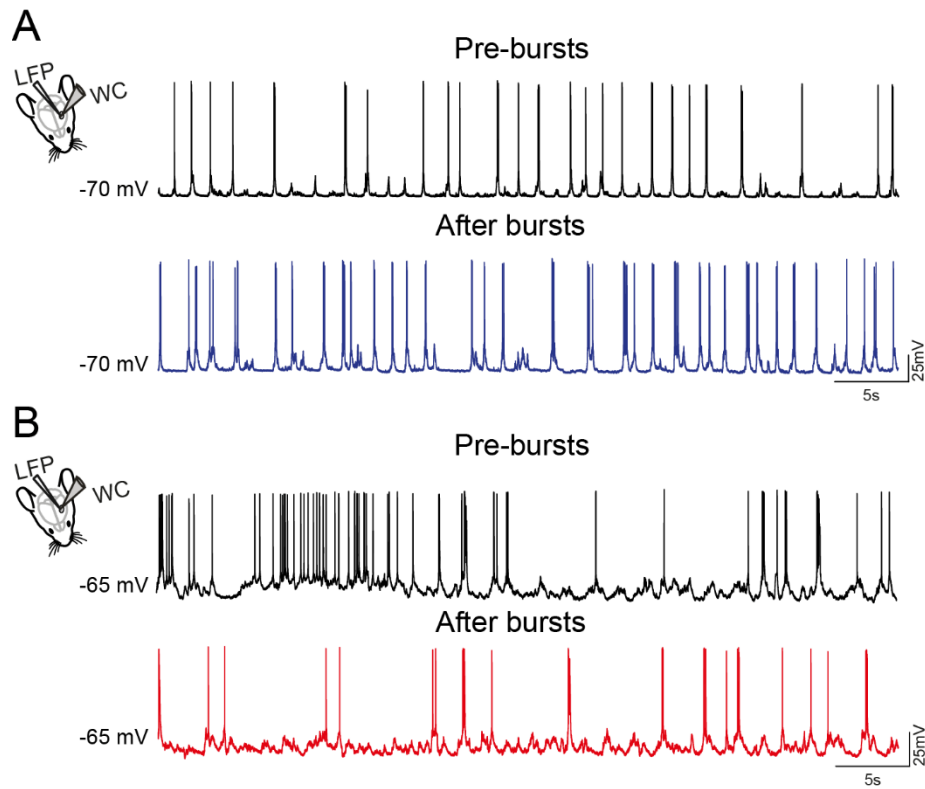 A
Pre-bursts
LFP
WC
-70 mV
After bursts
-70 mV
25mV
5s
B
Pre-bursts
LFP
WC
-65 mV
After bursts
-65 mV
25mV
5s